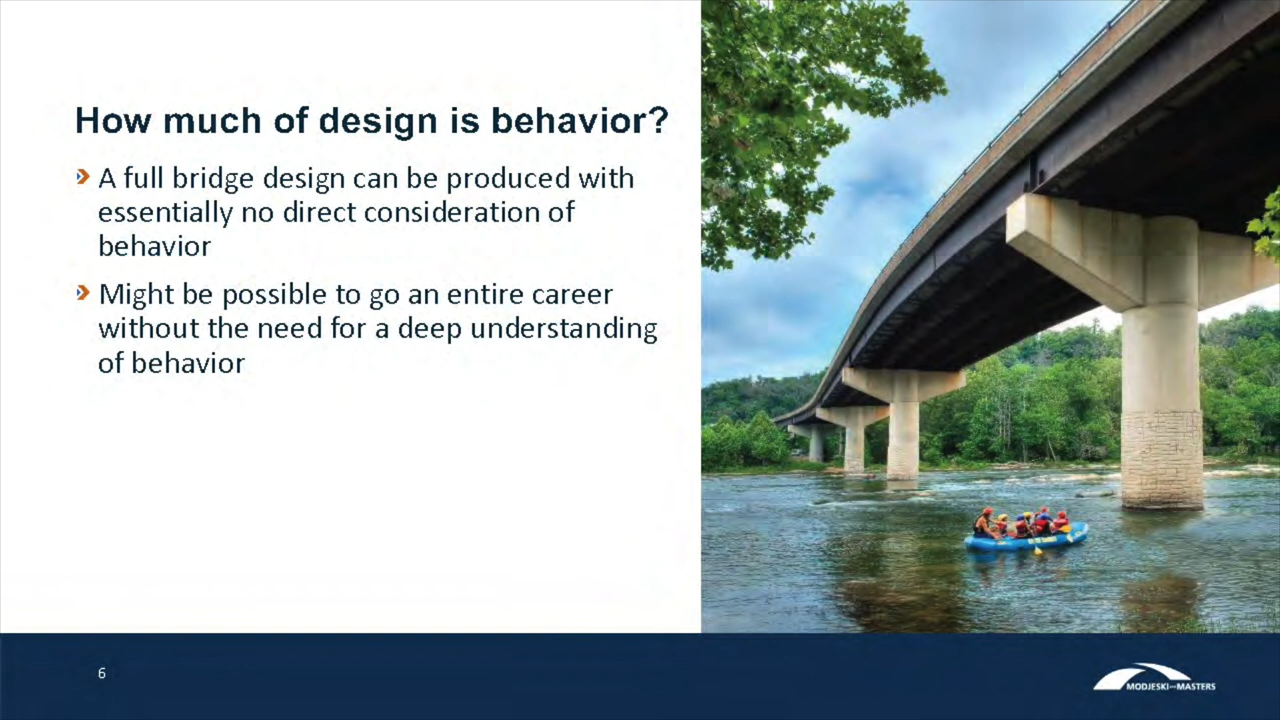 How much of design is behavior?
A full bridge design can be produced with
essentially no direct consideration of
behavior
Might be possible to go an entire career
without the need for a deep understanding
of behavior
6
MODJESKI AND MASTERS